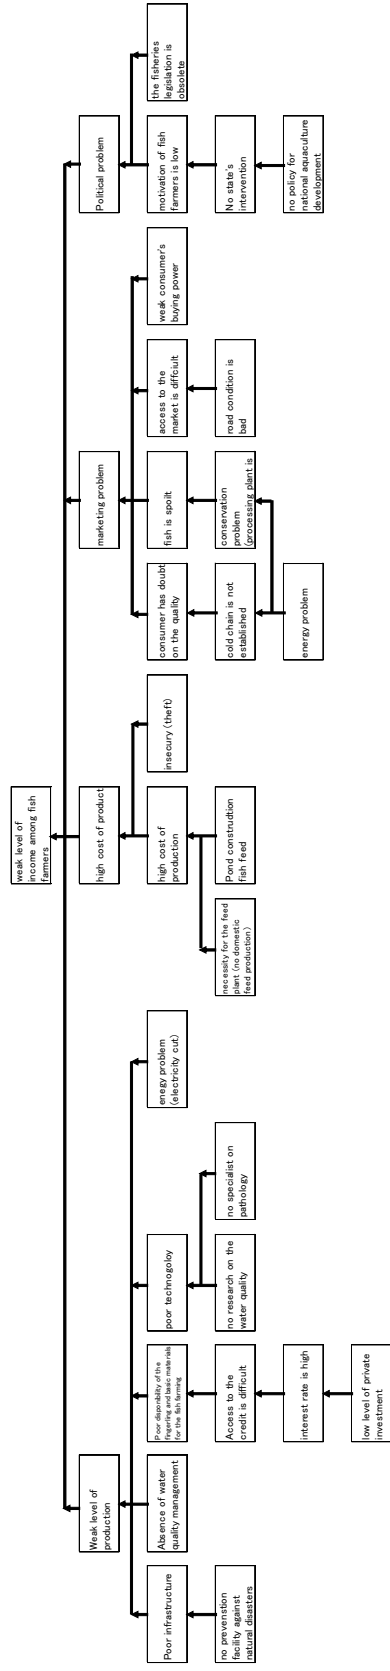 weak level of
income among fish
farmers
Weak level of
production
high cost of product
marketing problem
Political problem
Poor infrastructure
Absence of water
quality management
Poor disponibility of the
fingerling and basic materials
for the fish farming
poor technogoloy
enegy problem
(electricity cut)
high cost of
production
insecury (theft)
consumer has doubt
on the quality
fish is spoilt
access to the
market is diffciult
weak consumer's
buying power
motivation of fish
farmers is low
the fisheries
legislation is
obsolete
no prevenstion
facility against
natural disasters
Access to the
credit is difficult
no research on the
water quality
no specialist on
pathology
necessity for the feed
plant (no domestic
feed production)
Pond construdtion
fish feed
cold chain is not
established
conservation
problem
(processing plant is
road condition is
bad
No state's
intervention
interest rate is high
energy problem
no policy for
national aquaculture
development
low level of private
investment